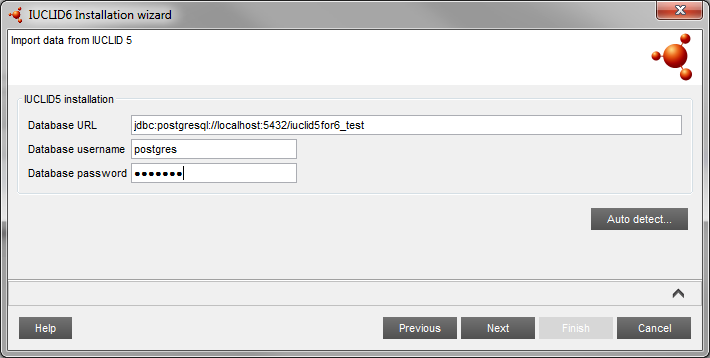 IUCLID6 Installation wizard
Import data from IUCLID 5
IUCLID5 installation
Database URL jdbc:postgresql://localhost:5432/iuclid5for6_test
Database username postgres
Database password ●●●●●●●
Auto detect...
Help Previous Next Finish Cancel